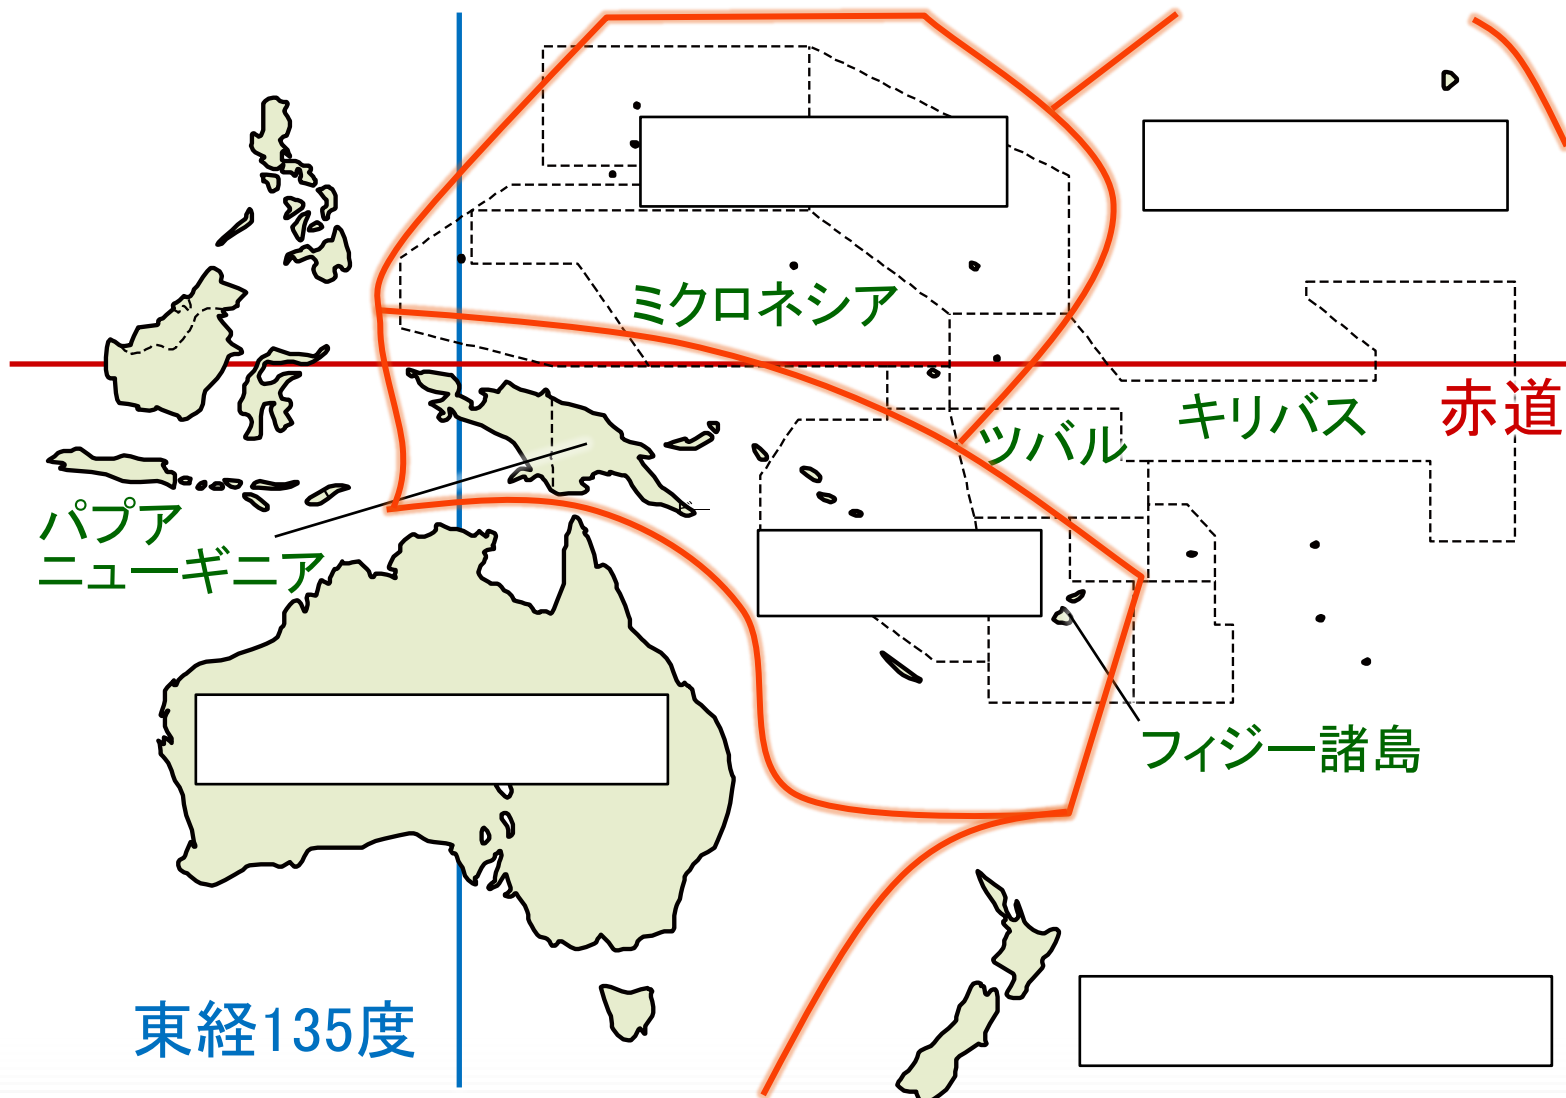 ミクロネシア
赤道
キリバス
ツバル
パプア
ニューギニア
フィジー諸島
東経135度